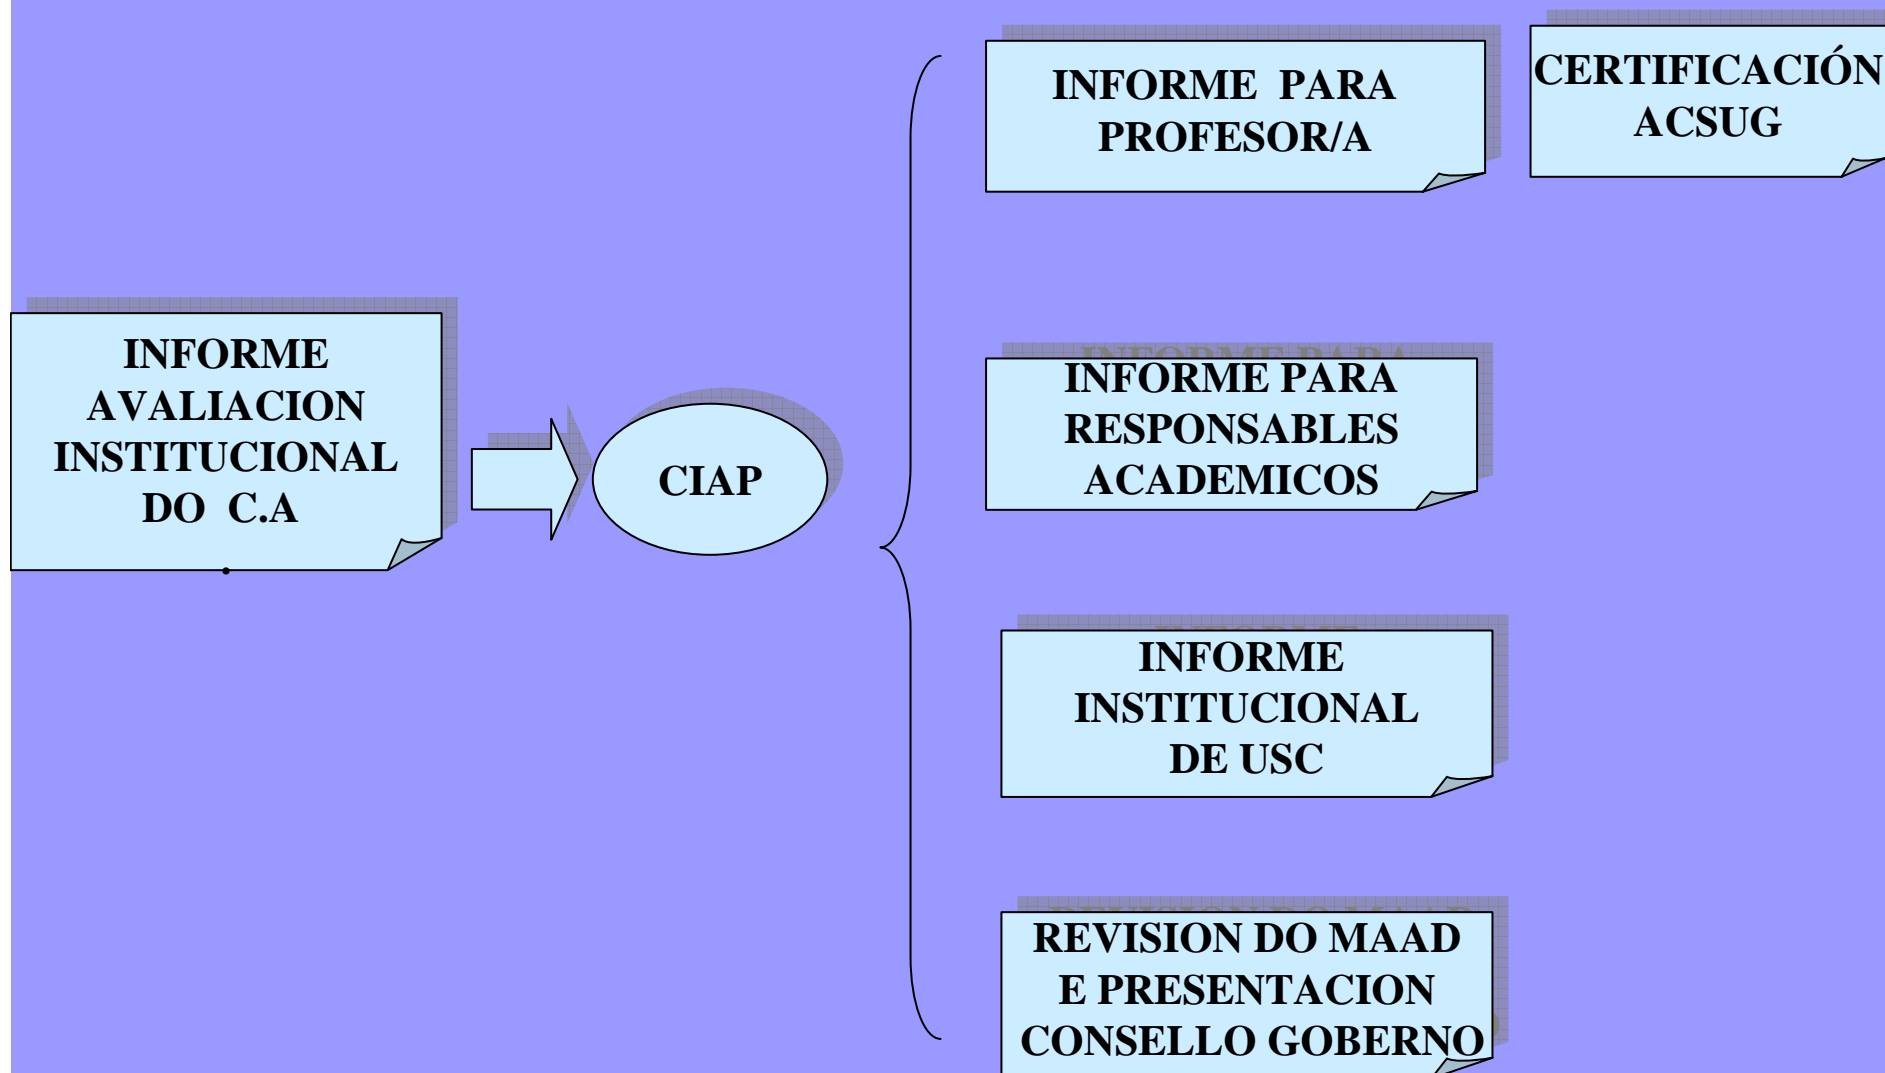 INFORME
AVALIACION
INSTITUCIONAL
DO C.A
CIAP
INFORME PARA
PROFESOR/A
CERTIFICACIÓN
ACSUG
INFORME PARA
RESPONSABLES
ACADEMICOS
INFORME
INSTITUCIONAL
DE USC
REVISION DO MAAD
E PRESENTACION
CONSELLO GOBERNO